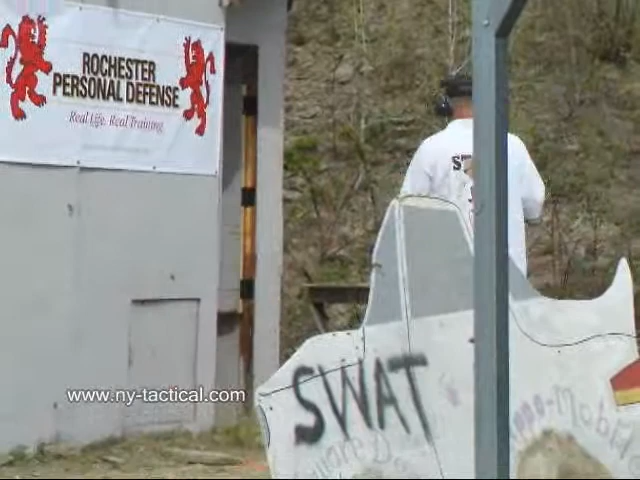 ROCHESTER
PERSONAL DEFENSE
Real Life. Real Training
SWAT
www.ny-tactical.com